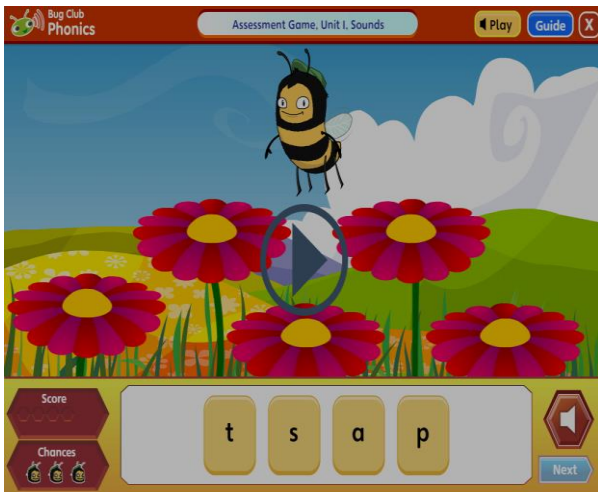 Bug Club
Phonics
Assessment Game, Unit 1, Sounds
Play
Guide
X
Score
Chances
t s a p
Next